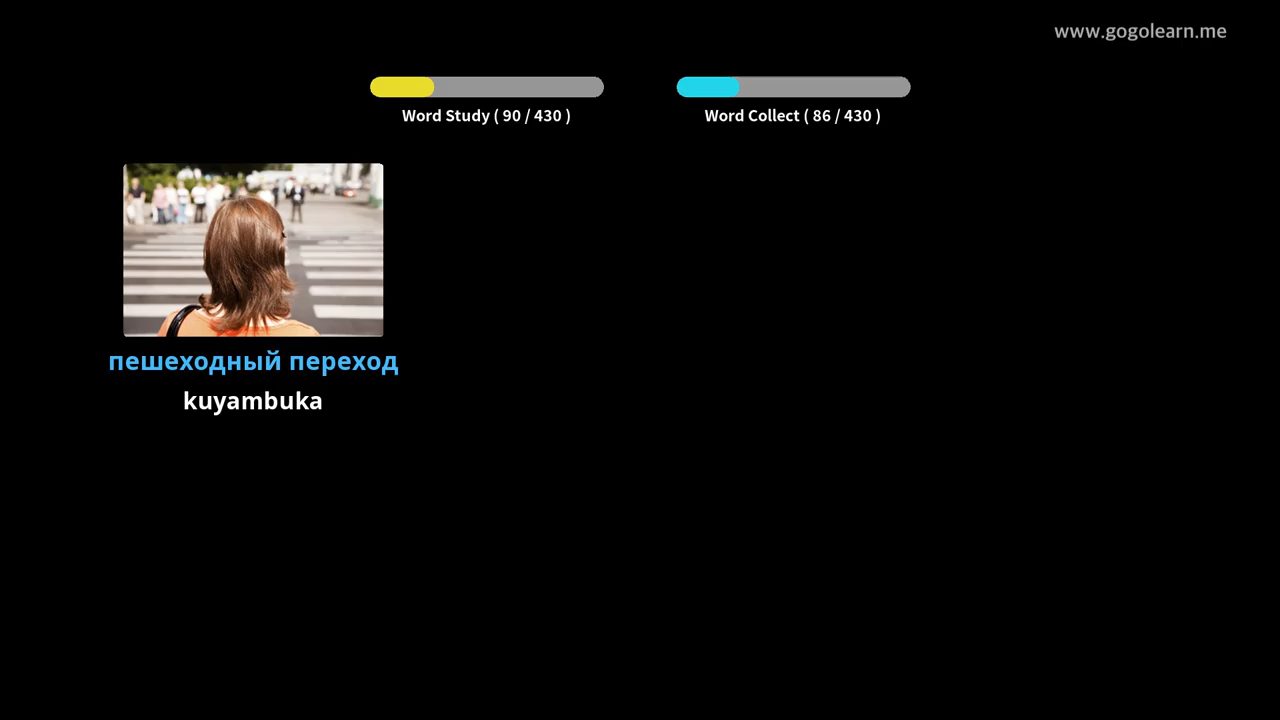 www.gogolearn.me
Word Study ( 90 / 430 )
Word Collect ( 86 / 430 )
пешеходный переход
kuyambuka